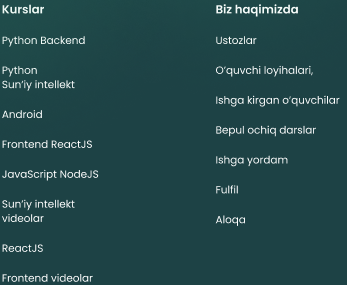 Kurslar
Python Backend
Python
Sun’iy intellekt
Android
Frontend ReactJS
JavaScript NodeJS
Sun’iy intellekt
videolar
ReactJS
Frontend videolar
Biz haqimizda
Ustozlar
O‘quvchi loyihalari,
Ishga kirgan o‘quvchilar
Bepul ochiq darslar
Ishga yordam
Fulfil
Aloqa